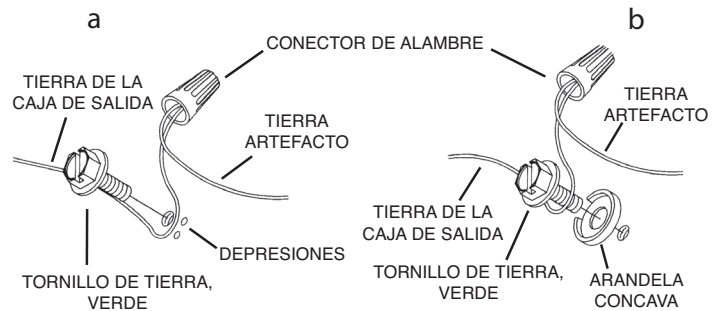 a
CONECTOR DE ALAMBRE
TIERRA DE LA
CAJA DE SALIDA
TIERRA
ARTEFACTO
DEPRESIONES
TORNILLO DE TIERRA,
VERDE
b
TIERRA
ARTEFACTO
TIERRA DE LA
CAJA DE SALIDA
TORNILLO DE TIERRA,
VERDE
ARANDELA
CONCAVA